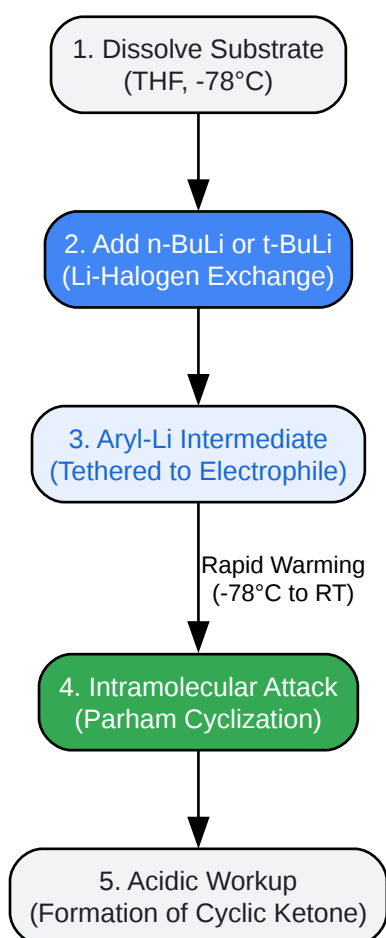 1. Dissolve Substrate
(THF, -78°C)
2. Add n-BuLi or t-BuLi
(Li-Halogen Exchange)
3. Aryl-Li Intermediate
(Tethered to Electrophile)
Rapid Warming
(-78°C to RT)
4. Intramolecular Attack
(Parham Cyclization)
5. Acidic Workup
(Formation of Cyclic Ketone)